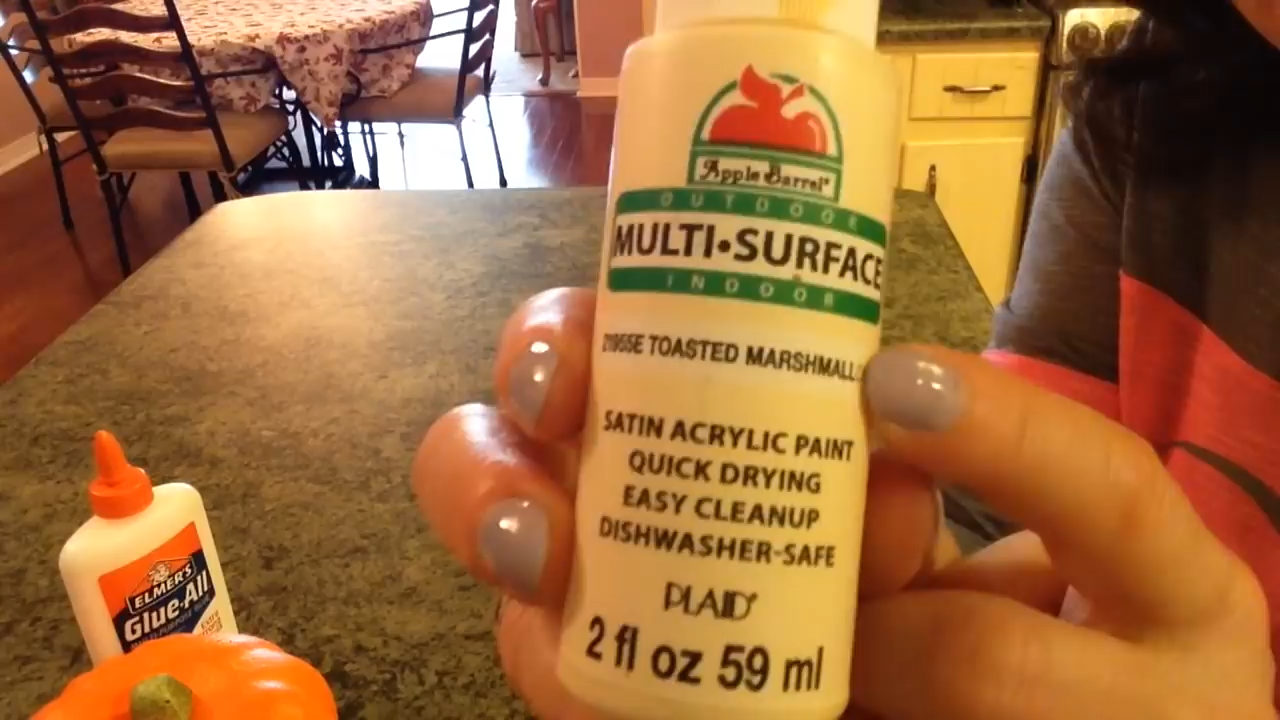 Apple Barrel®
OUTDOOR
MULTI•SURFACE
INDOOR
TOASTED MARSHMALL
SATIN ACRYLIC PAINT
QUICK DRYING
EASY CLEANUP
DISHWASHER-SAFE
PLAID®
2 fl oz 59 ml
ELMER'S
Glue-All